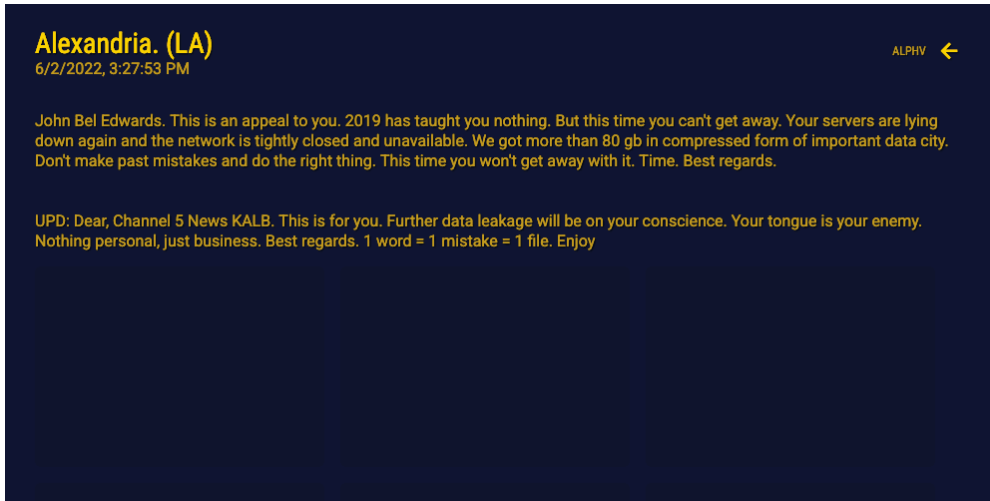 Alexandria. (LA)
6/2/2022, 3:27:53 PM
ALPHV
John Bel Edwards. This is an appeal to you. 2019 has taught you nothing. But this time you can't get away. Your servers are lying
down again and the network is tightly closed and unavailable. We got more than 80 gb in compressed form of important data city.
Don't make past mistakes and do the right thing. This time you won't get away with it. Time. Best regards.
UPD: Dear, Channel 5 News KALB. This is for you. Further data leakage will be on your conscience. Your tongue is your enemy.
Nothing personal, just business. Best regards. 1 word = 1 mistake = 1 file. Enjoy